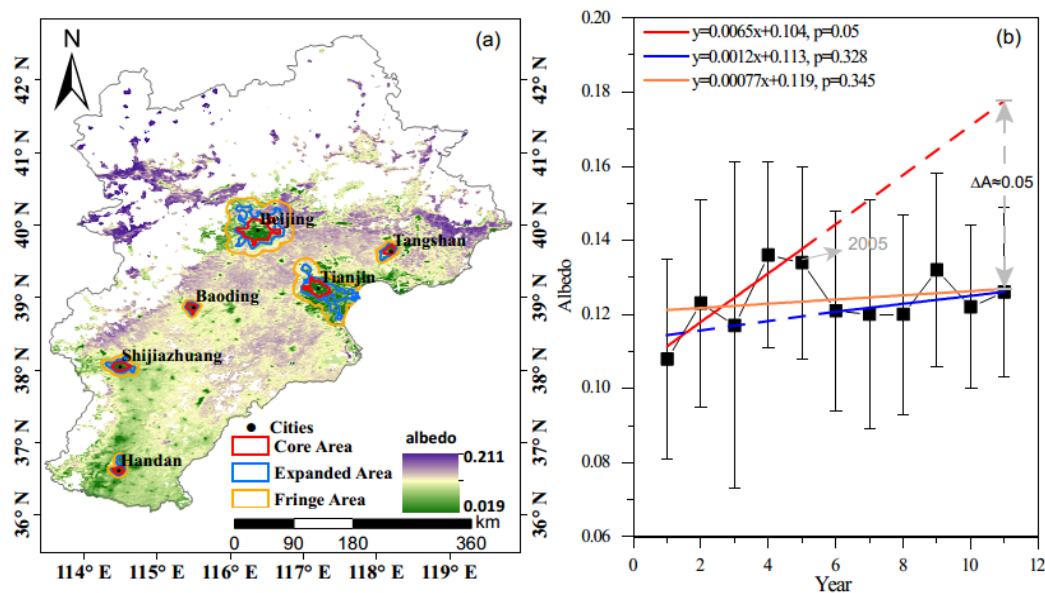 N
(a)
42° N
41° N
40° N
39° N
38° N
37° N
36° N
Beijing
Tangshan
Tianjin
Baoding
Shijiazhuang
Handan
Cities
Core Area
Expanded Area
Fringe Area
albedo
0.211
0.019
km
0 90 180 360
114° E 115° E 116° E 117° E 118° E 119° E
(b)
y=0.0065x+0.104, p=0.05
y=0.0012x+0.113, p=0.328
y=0.00077x+0.119, p=0.345
0.20
0.18
0.16
0.14
0.12
0.10
0.08
0.06
Albedo
2005
ΔA≈0.05
0 2 4 6 8 10 12
Year